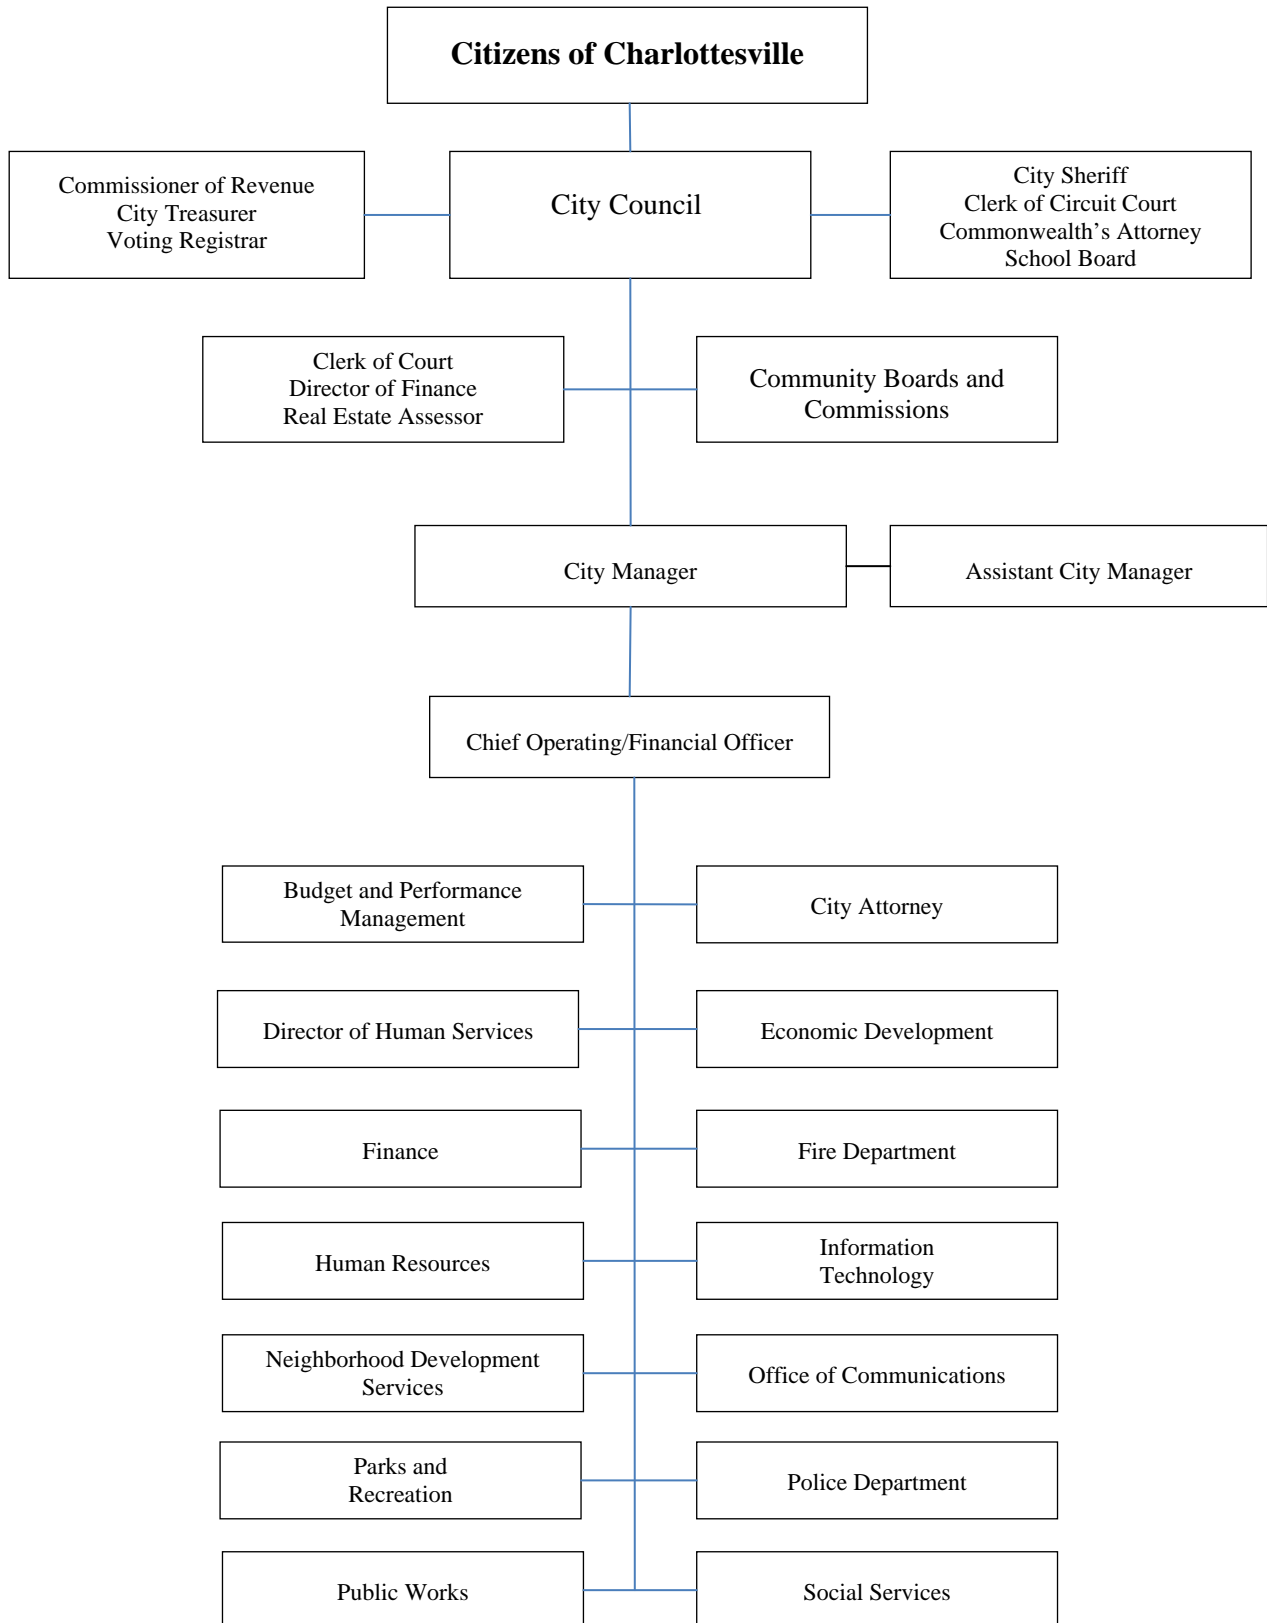 Citizens of Charlottesville
Commissioner of Revenue
City Treasurer
Voting Registrar
City Council
City Sheriff
Clerk of Circuit Court
Commonwealth’s Attorney
School Board
Clerk of Court
Director of Finance
Real Estate Assessor
Community Boards and
Commissions
City Manager
Assistant City Manager
Chief Operating/Financial Officer
Budget and Performance
Management
City Attorney
Director of Human Services
Economic Development
Finance
Fire Department
Human Resources
Information
Technology
Neighborhood Development
Services
Office of Communications
Parks and
Recreation
Police Department
Public Works
Social Services